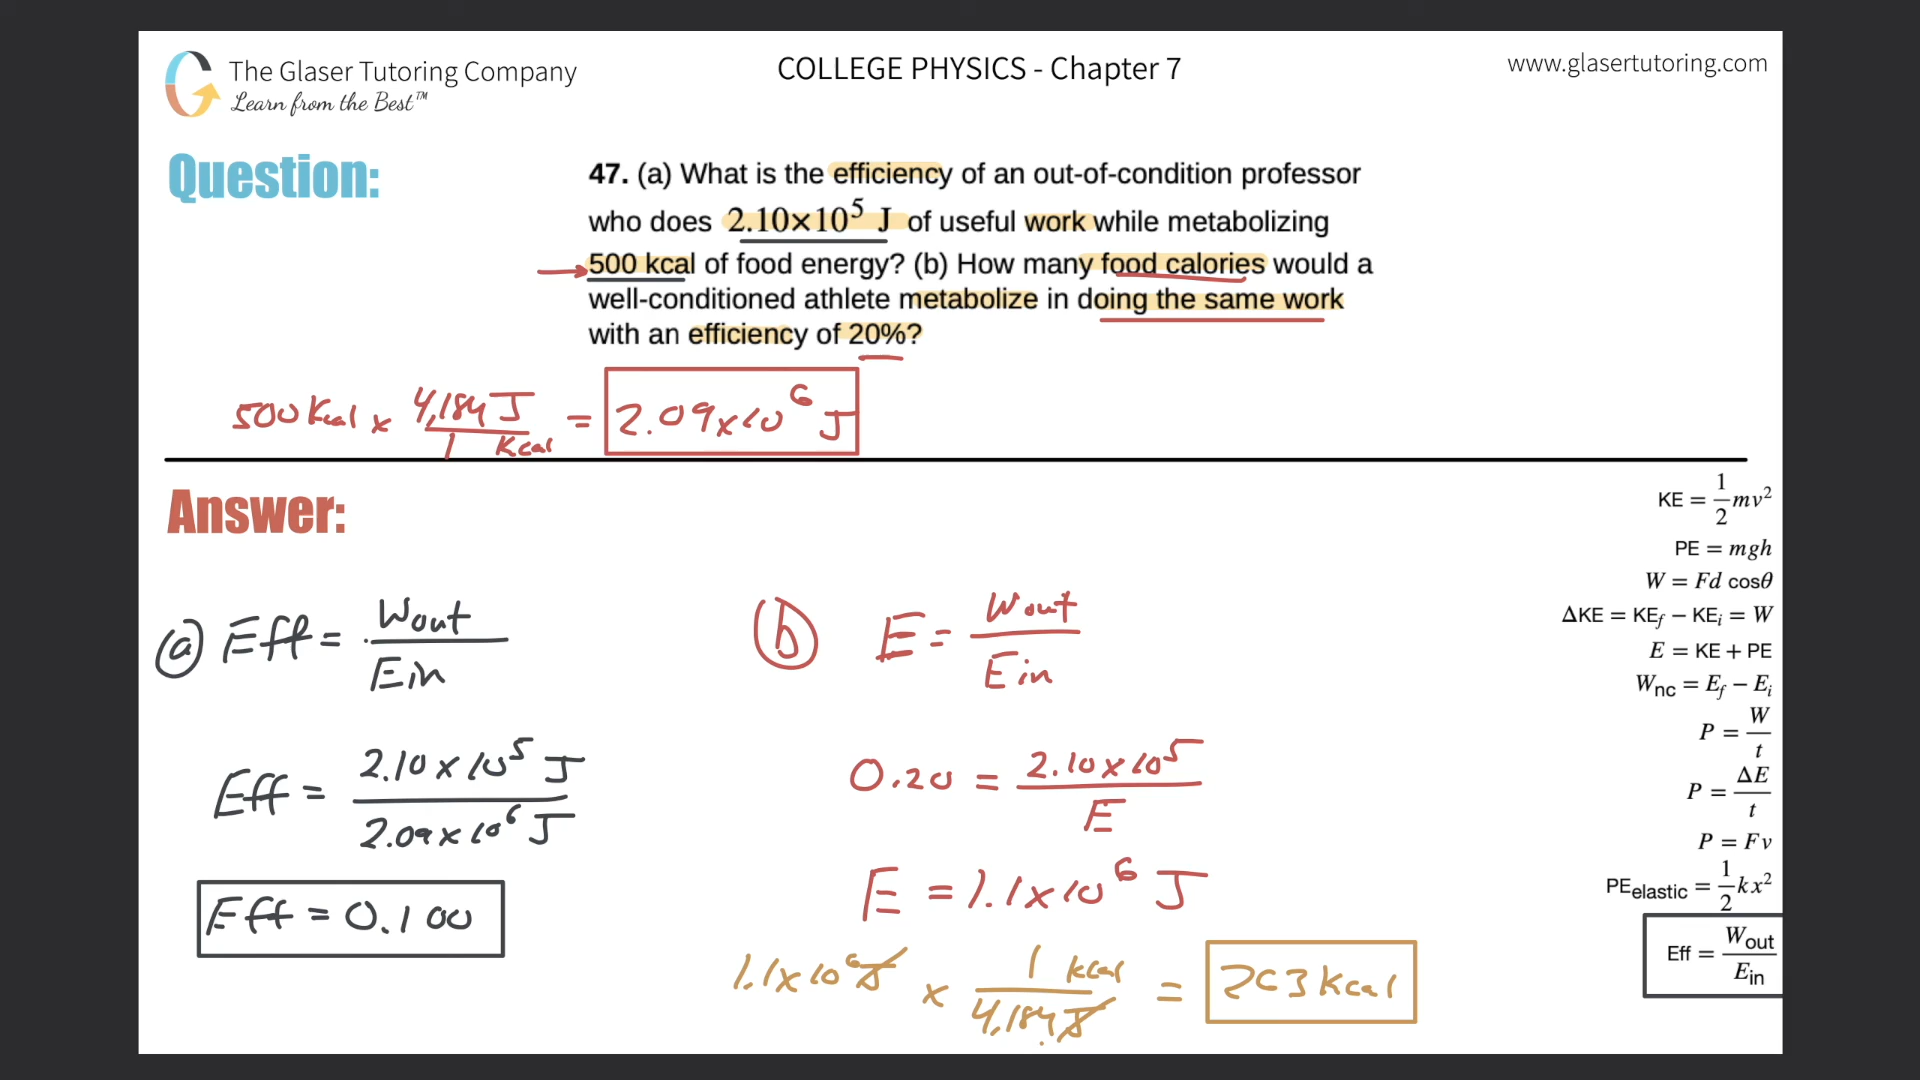 The Glaser Tutoring Company
Learn from the Best™
COLLEGE PHYSICS - Chapter 7
www.glasertutoring.com
Question:
47. (a) What is the efficiency of an out-of-condition professor
who does 2.10×10⁵ J of useful work while metabolizing
500 kcal of food energy? (b) How many food calories would a
well-conditioned athlete metabolize in doing the same work
with an efficiency of 20%?
500 Kcal x 4,184 J / 1 Kcal = 2.09x10⁶ J
Answer:
(a) Eff = Wout / Ein
Eff = 2.10 x 10⁵ J / 2.09 x 10⁶ J
Eff = 0.100
(b) E = Wout / Ein
0.20 = 2.10 x 10⁵ / E
E = 1.1 x 10⁶ J
1.1 x 10⁶ J x 1 kcal / 4,184 J = 263 kcal
KE = 1/2 mv²
PE = mgh
W = Fd cosθ
ΔKE = KE_f − KE_i = W
E = KE + PE
W_nc = E_f − E_i
P = W / t
P = ΔE / t
P = Fv
PE_elastic = 1/2 kx²
Eff = W_out / E_in